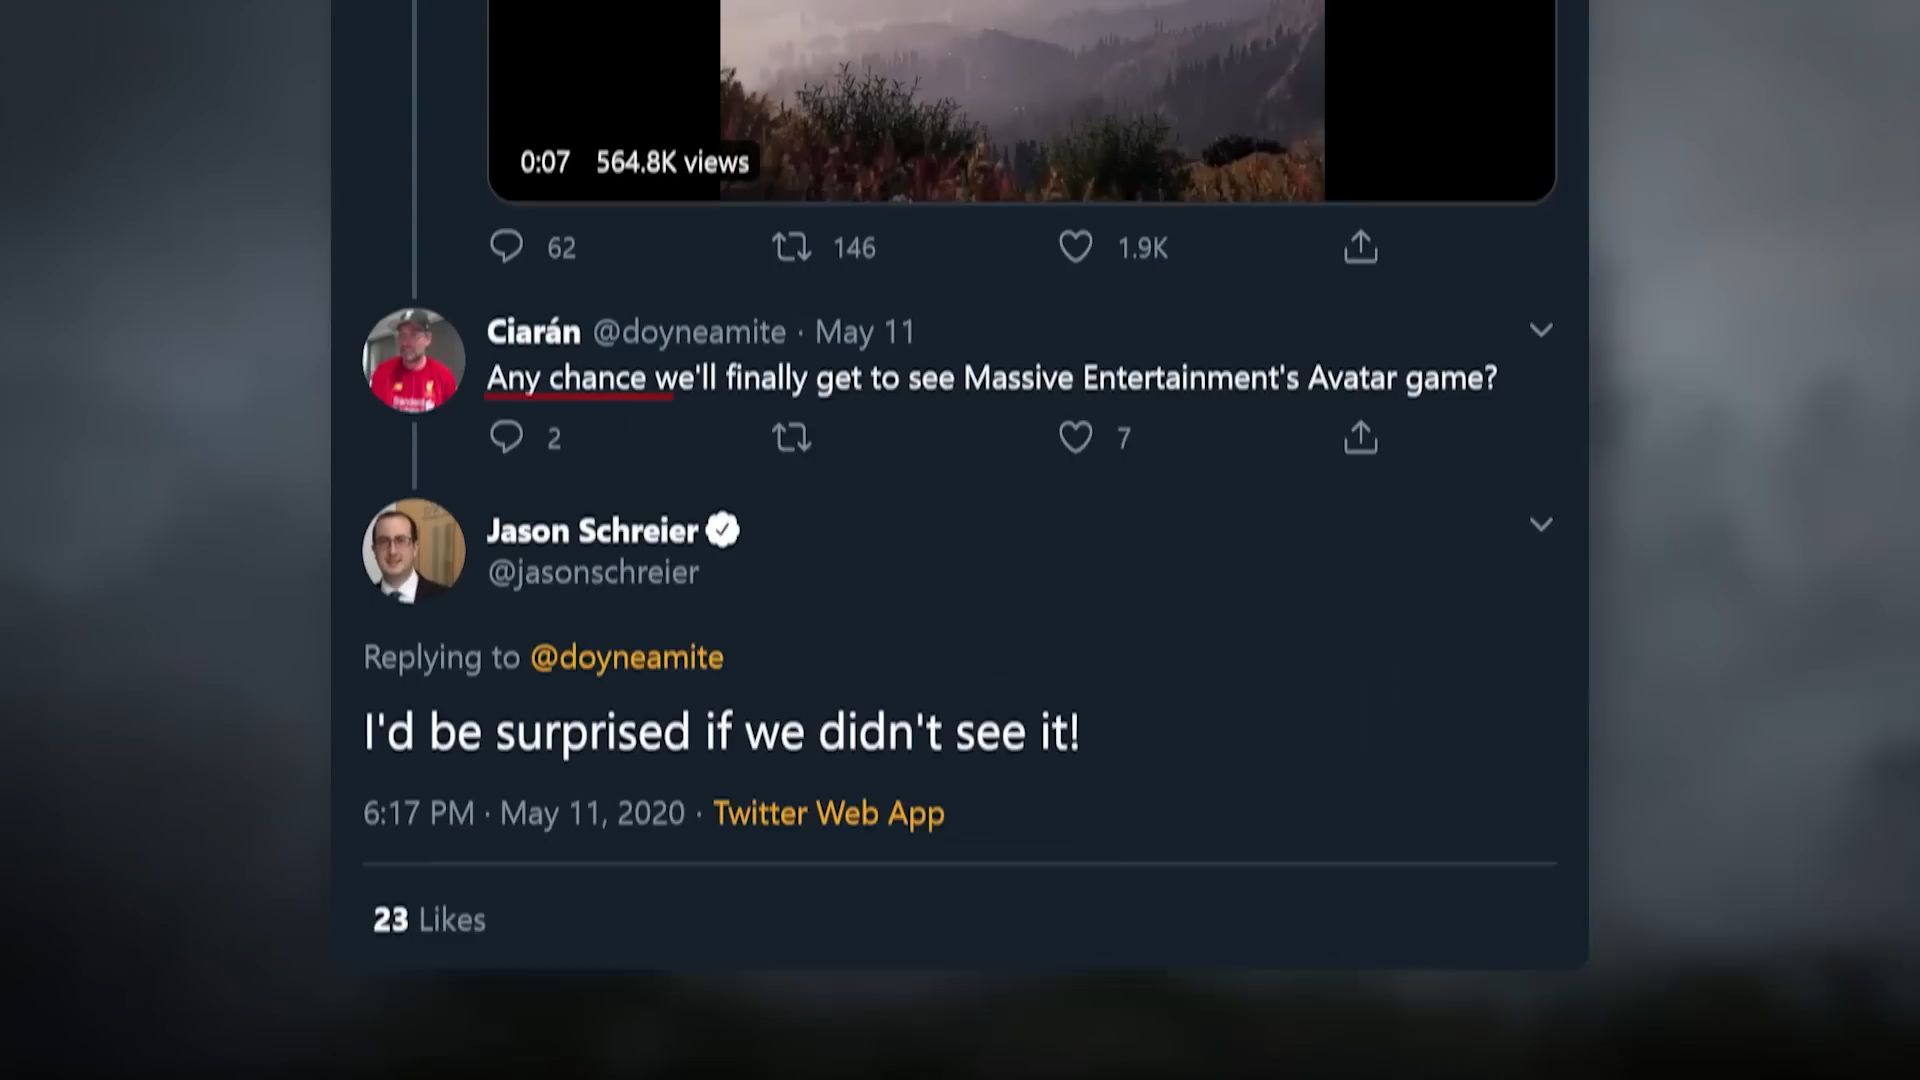 0:07 564.8K views
62 146 1.9K
Ciarán @doyneamite · May 11
Any chance we'll finally get to see Massive Entertainment's Avatar game?
2 7
Jason Schreier
@jasonschreier
Replying to @doyneamite
I'd be surprised if we didn't see it!
6:17 PM · May 11, 2020 · Twitter Web App
23 Likes